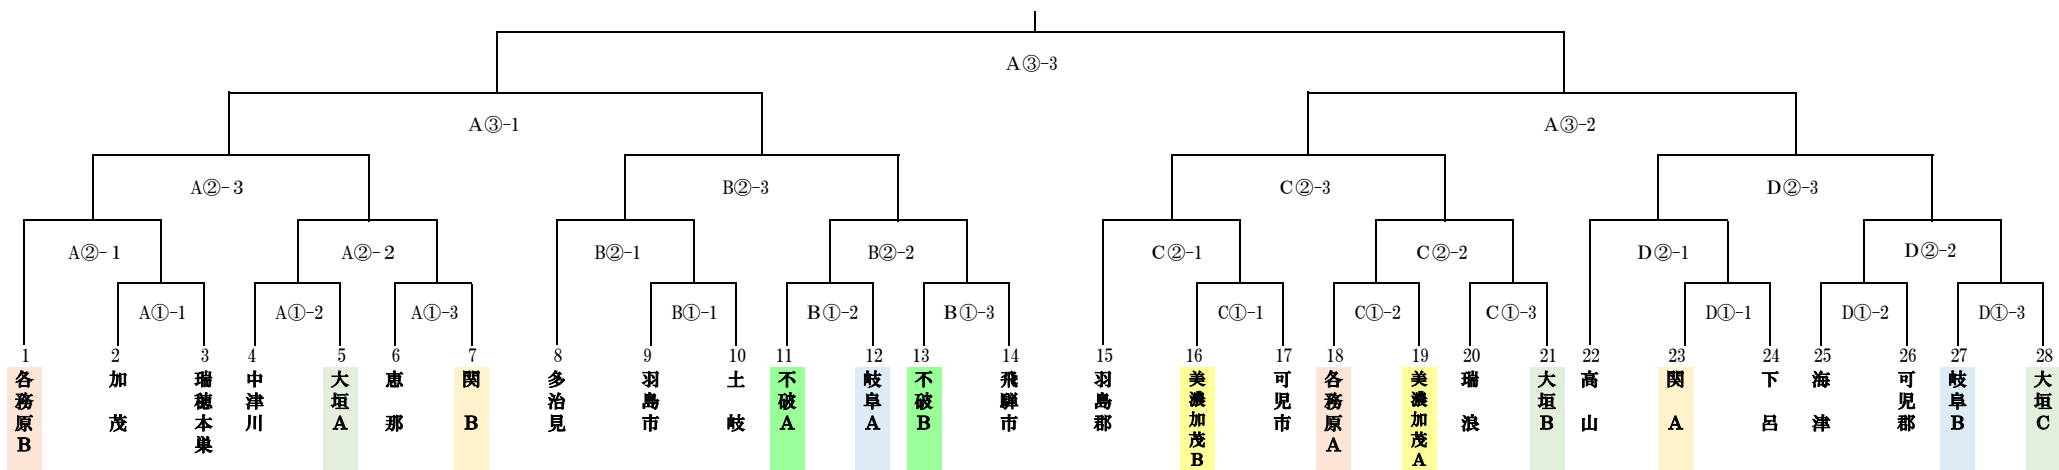 A③-3
A③-1
A③-2
A②-3
B②-3
C②-3
D②-3
A②-1
A②-2
B②-1
B②-2
C②-1
C②-2
D②-1
D②-2
A①-1
A①-2
A①-3
B①-1
B①-2
B①-3
C①-1
C①-2
C①-3
D①-1
D①-2
D①-3
1
2
3
4
5
6
7
8
9
10
11
12
13
14
15
16
17
18
19
20
21
22
23
24
25
26
27
28
各務原B
加茂
瑞穂本巣
中津川
大垣A
恵那
関B
多治見
羽島市
土岐
不破A
岐阜A
不破B
飛騨市
羽島郡
美濃加茂B
可児市
各務原A
美濃加茂A
瑞浪
大垣B
高山
関A
下呂
海津
可児郡
岐阜B
大垣C